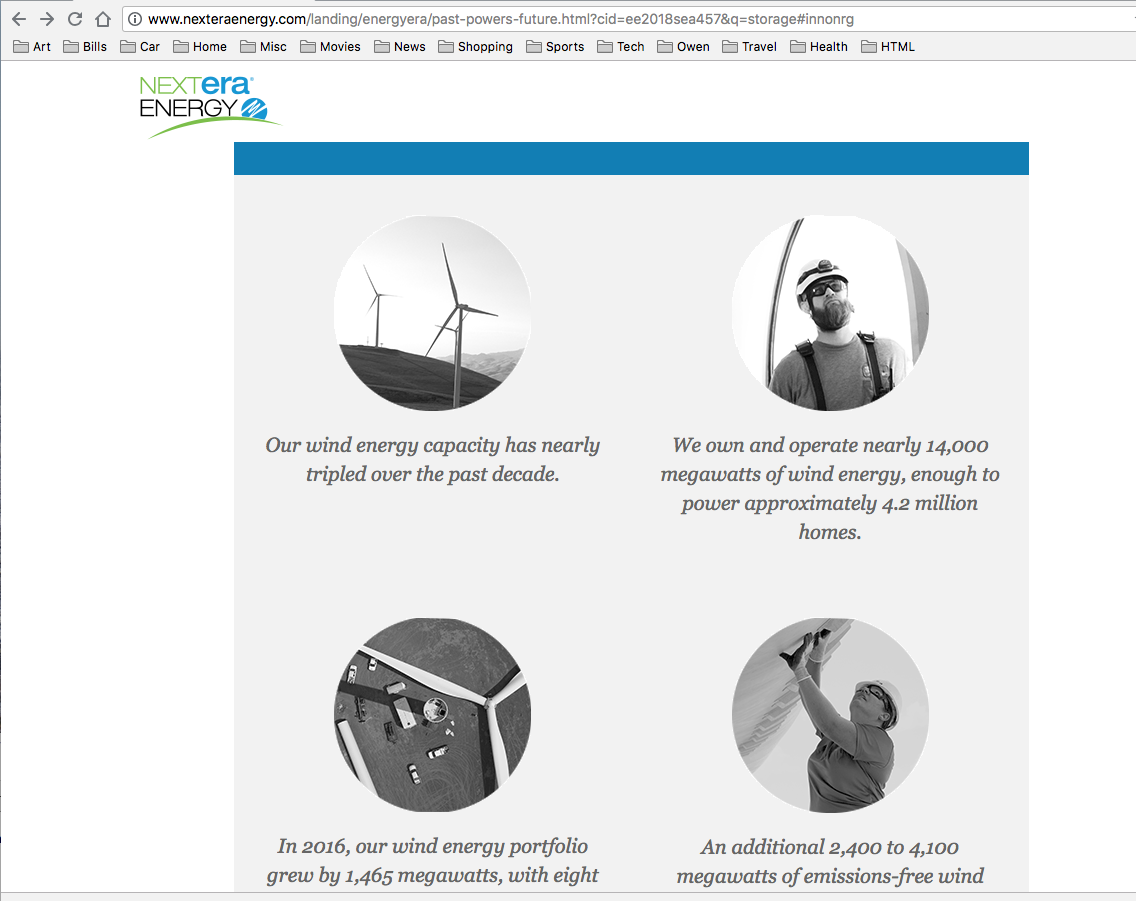 www.nexteraenergy.com/landing/energyera/past-powers-future.html?cid=ee2018sea457&q=storage#innonrg
Art Bills Car Home Misc Movies News Shopping Sports Tech Owen Travel Health HTML
NEXTera®
ENERGY
Our wind energy capacity has nearly
tripled over the past decade.
We own and operate nearly 14,000
megawatts of wind energy, enough to
power approximately 4.2 million
homes.
In 2016, our wind energy portfolio
grew by 1,465 megawatts, with eight
An additional 2,400 to 4,100
megawatts of emissions-free wind